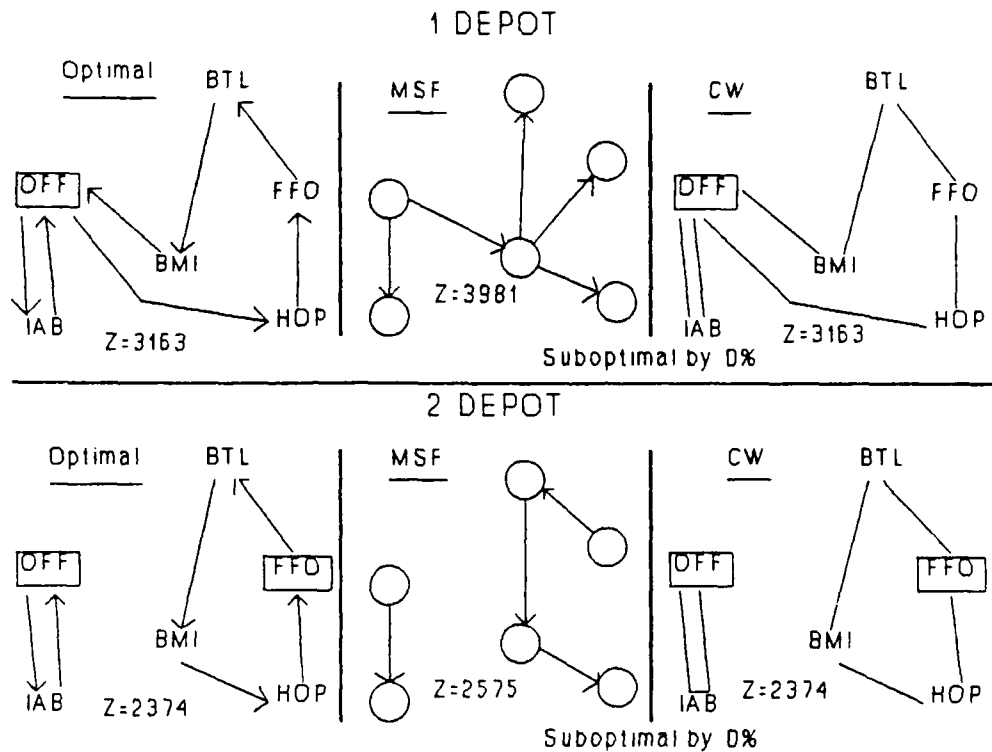 1 DEPOT
Optimal
BTL
OFF
FFO
BMI
IAB
HOP
Z=3163
MSF
Z=3981
CW
BTL
OFF
FFO
BMI
IAB
HOP
Z=3163
Suboptimal by 0%
2 DEPOT
Optimal
BTL
OFF
FFO
BMI
IAB
HOP
Z=2374
MSF
Z=2575
CW
BTL
OFF
FFO
BMI
IAB
HOP
Z=2374
Suboptimal by 0%